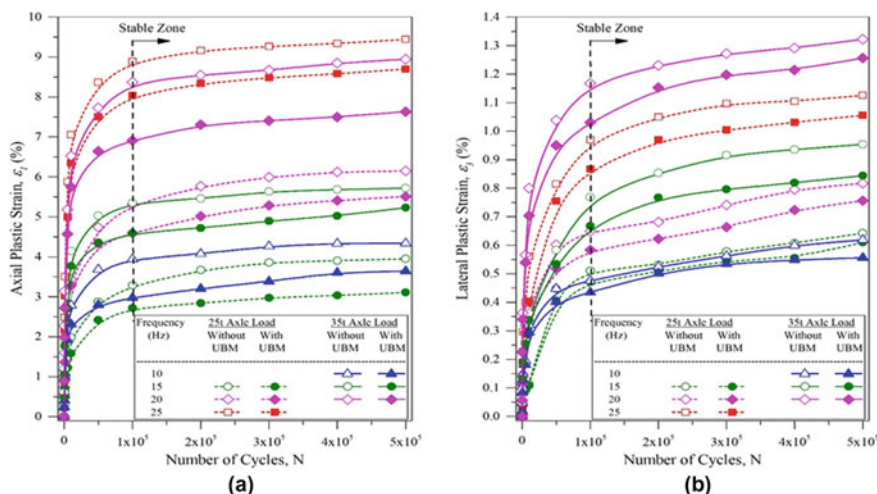 Stable Zone
10
9
8
7
6
5
4
3
2
1
0
Axial Plastic Strain, εj (%)
Frequency (Hz) 25t Axle Load 35t Axle Load
Without UBM With UBM Without UBM With UBM
10
15
20
25
0 1x10⁵ 2x10⁵ 3x10⁵ 4x10⁵ 5x10⁵
Number of Cycles, N
(a)
Stable Zone
1.4
1.3
1.2
1.1
1.0
0.9
0.8
0.7
0.6
0.5
0.4
0.3
0.2
0.1
0.0
Lateral Plastic Strain, εj (%)
Frequency (Hz) 25t Axle Load 35t Axle Load
Without UBM With UBM Without UBM With UBM
10
15
20
25
0 1x10⁵ 2x10⁵ 3x10⁵ 4x10⁵ 5x10⁵
Number of Cycles, N
(b)